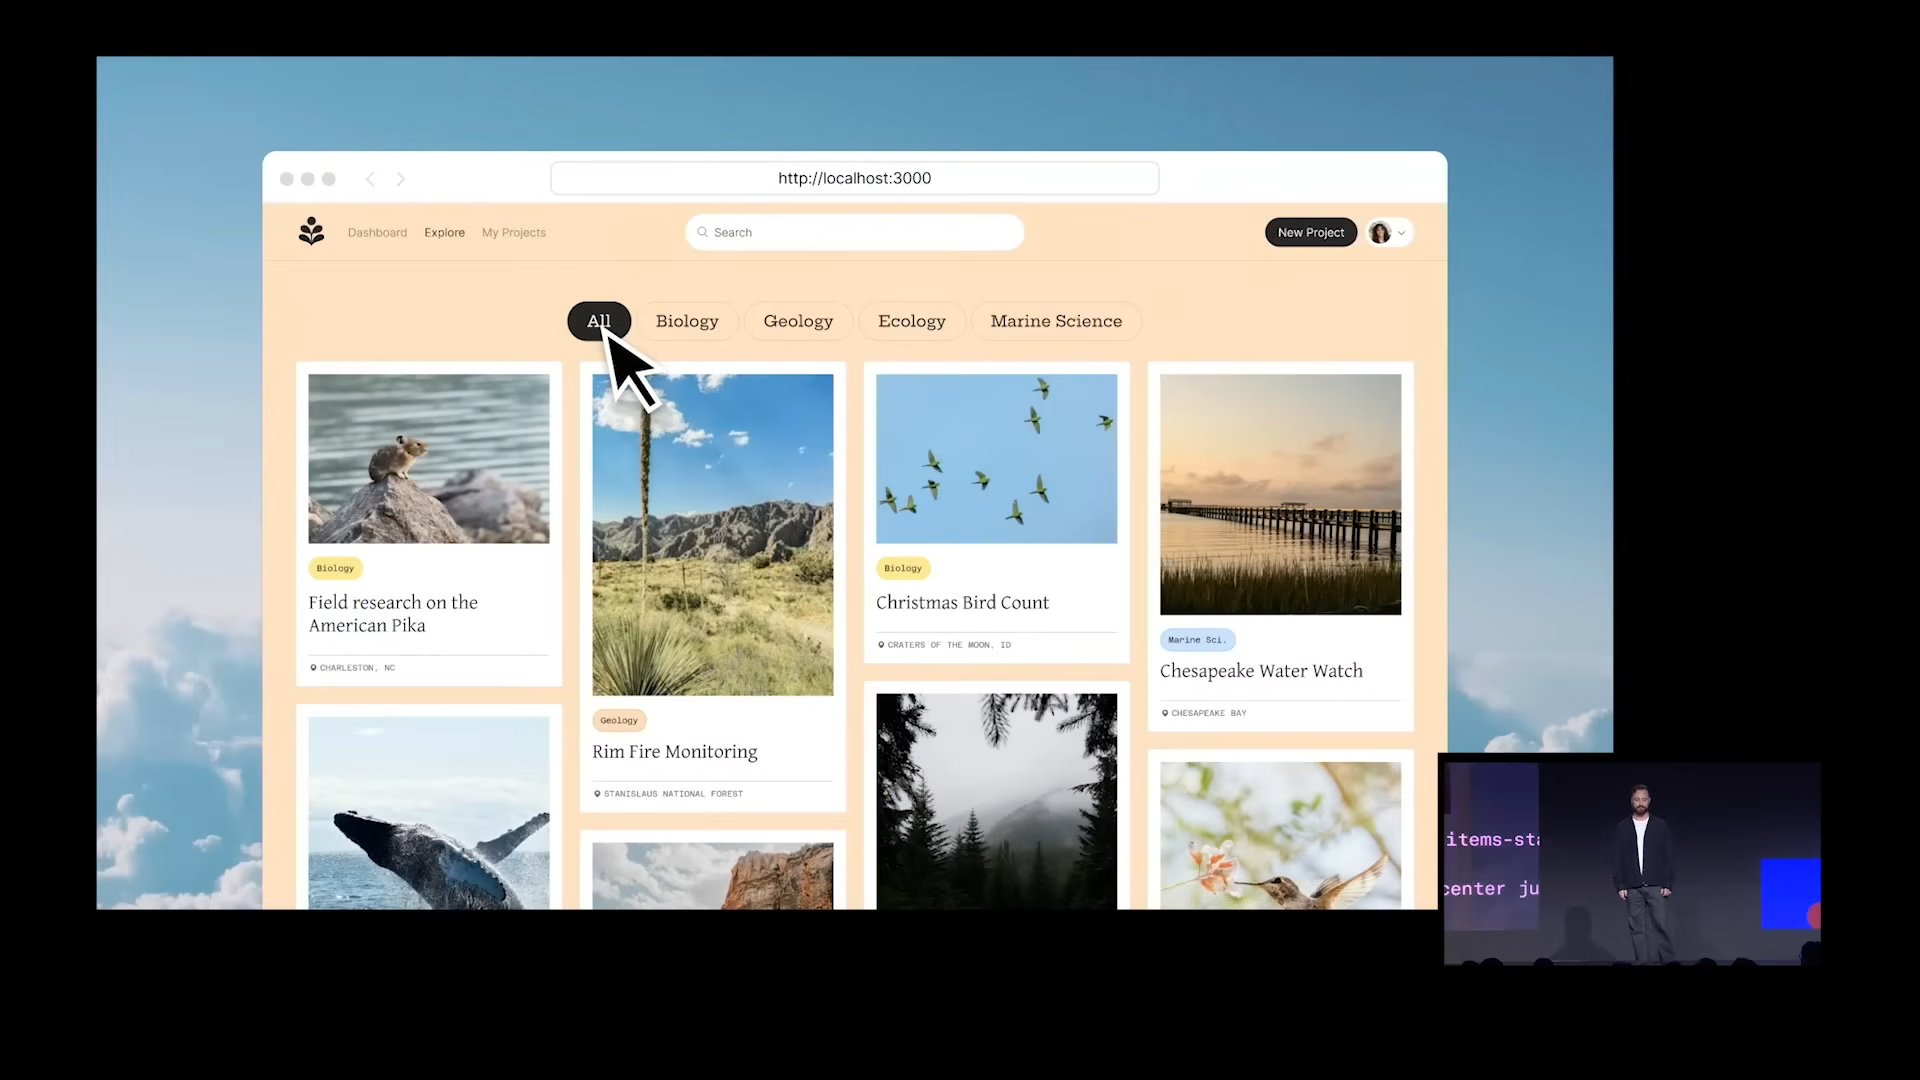 http://localhost:3000
Dashboard Explore My Projects
Search
New Project
All Biology Geology Ecology Marine Science
Biology
Field research on the
American Pika
CHARLESTON, NC
Geology
Rim Fire Monitoring
STANISLAUS NATIONAL FOREST
Biology
Christmas Bird Count
CRATERS OF THE MOON, ID
Marine Sci.
Chesapeake Water Watch
CHESAPEAKE BAY
items-sta
center ju